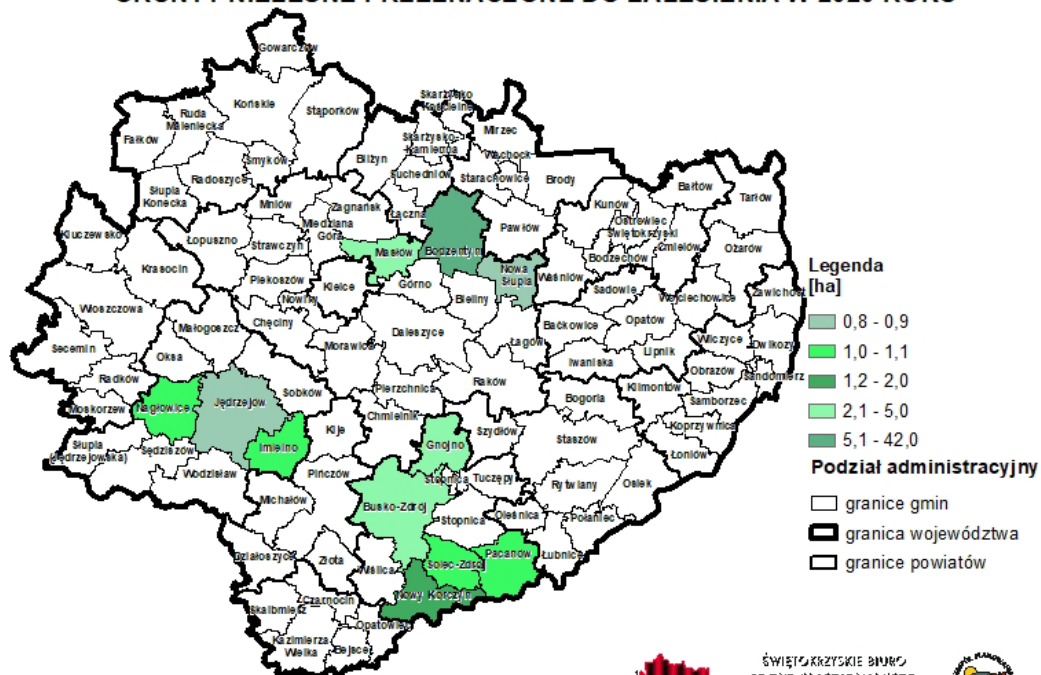 Gowarczów
Końskie
Stąporków
Ruda
Maleniecka
Fałków
Smyków
Radoszyce
Słupia
Konecka
Skarżysko
Kościelne
Skarżysko-
Kamienna
Mirzec
Wąchock
Bliżyn
Suchedniów
Starachowice
Brody
Bałtów
Tarłów
Kunów
Ostrowiec
Świętokrzyski
Ćmielów
Ożarów
Bodzechów
Mniów
Zagnańsk
Łączna
Pawłów
Miedziana
Góra
Kluczewsko
Łopuszno
Strawczyn
Masłów
Bodzentyn
Krasocin
Piekoszów
Kielce
Górno
Nowa
Słupia
Waśniów
Sadowie
Wojciechowice
Zawichost
Nowiny
Bieliny
Włoszczowa
Małogoszcz
Chęciny
Daleszyce
Baćkowice
Opatów
Wilczyce
Dwikozy
Secemin
Oksa
Morawica
Łagów
Iwaniska
Lipnik
Obrazów
Sandomierz
Radków
Moskorzew
Nagłowice
Jędrzejow
Sobków
Pierzchnica
Raków
Klimontów
Samborzec
Bogoria
Chmielnik
Koprzywnica
Słupia
(Jędrzejowska)
Sędziszów
Imielno
Kije
Gnojno
Szydłów
Staszów
Łoniów
Wodzisław
Pińczów
Stopnica
Tuczępy
Rytwiany
Osiek
Michałów
Busko-Zdroj
Stopnica
Oleśnica
Połaniec
Działoszyce
Złota
Wiślica
Solec-Zdroj
Pacanów
Łubnice
Skalbmierz
Czarnocin
Nowy Korczyn
Opatowiec
Kazimierza
Wielka
Bejsce
Legenda
[ha]
0,8 - 0,9
1,0 - 1,1
1,2 - 2,0
2,1 - 5,0
5,1 - 42,0
Podział administracyjny
granice gmin
granica województwa
granice powiatów
ŚWIĘTOKRZYSKIE BIURO